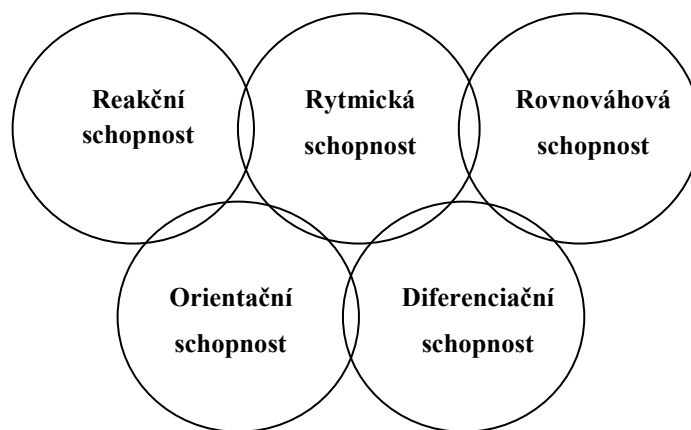 Reakční
schopnost
Rytmická
schopnost
Rovnováhová
schopnost
Orientační
schopnost
Diferenciační
schopnost